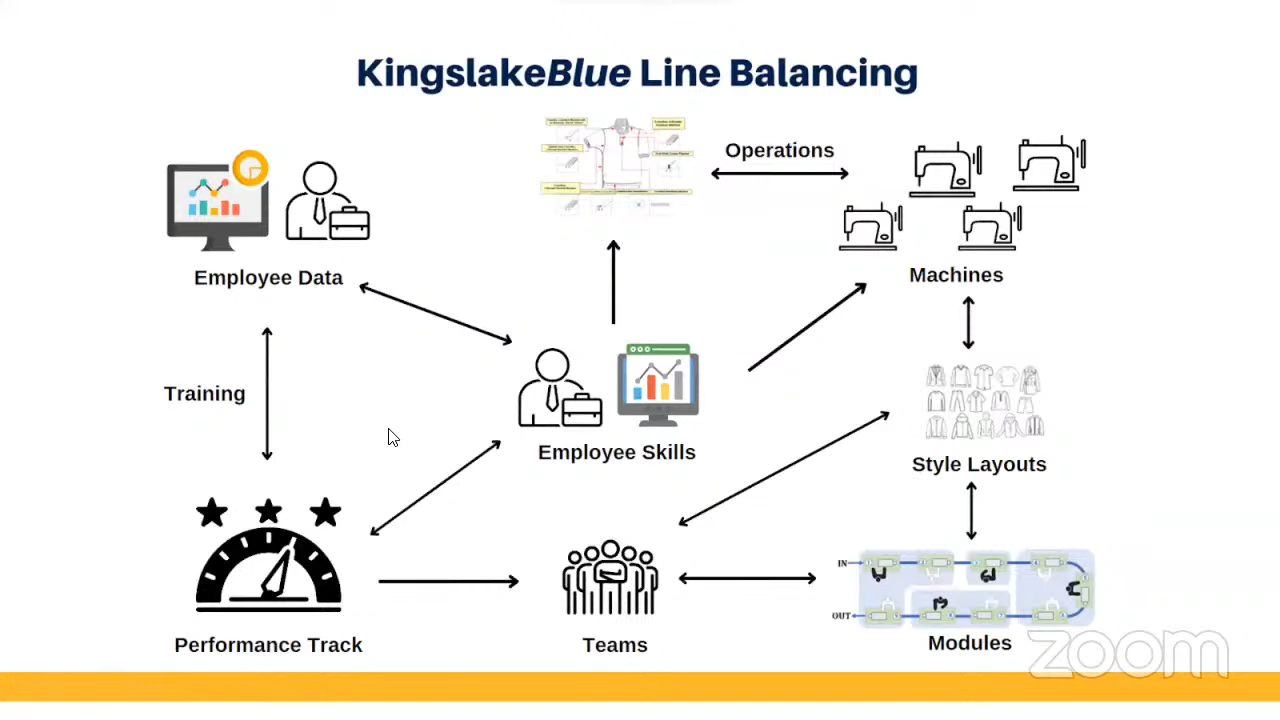 KingslakeBlue Line Balancing
Operations
Employee Data
Machines
Training
Employee Skills
Style Layouts
IN
OUT
Performance Track
Teams
Modules
zoom